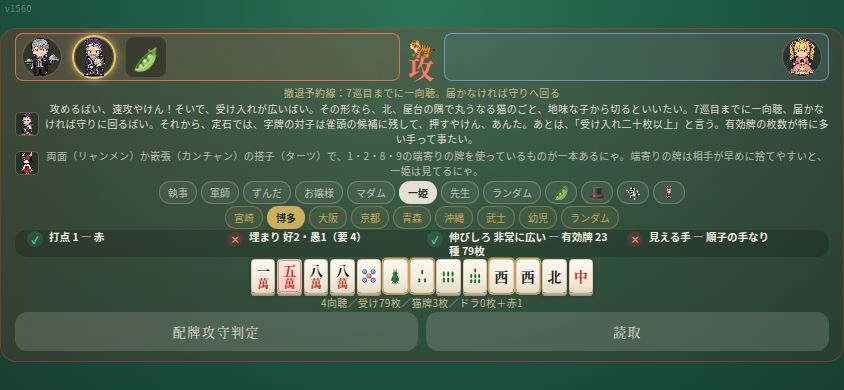 v1560
攻
撤退予約線：7巡目までに一向聴。届かなければ守りへ回る
攻めるばい、速攻やけん！そいで、受け入れが広いばい。その形なら、北、屋台の隅で丸うなる猫のごと、地味な子から切るといいたい。7巡目までに一向聴、届かな
ければ守りに回るばい。それから、定石では、字牌の対子は雀頭の候補に残して、押すやけん、あんた。あとは、「受け入れ二十枚以上」と言う。有効牌の枚数が特に多
い手って事たい。
両面（リャンメン）か嵌張（カンチャン）の搭子（ターツ）で、1・2・8・9の端寄りの牌を使っているものが一本あるにゃ。端寄りの牌は相手が早めに捨てやすいと、
一姫は見てるにゃ。
執事 軍師 ずんだ お嬢様 マダム 一姫 先生 ランダム
宮崎 博多 大阪 京都 青森 沖縄 武士 幼児 ランダム
打点 1 — 赤 埋まり 好2・愚1（要 4） 伸びしろ 非常に広い — 有効牌 23 見える手 — 順子の手なり
種 79枚
一萬 五萬 八萬 八萬 西 西 北 中
4向聴／受け79枚／猫牌3枚／ドラ0枚＋赤1
配牌攻守判定 読取